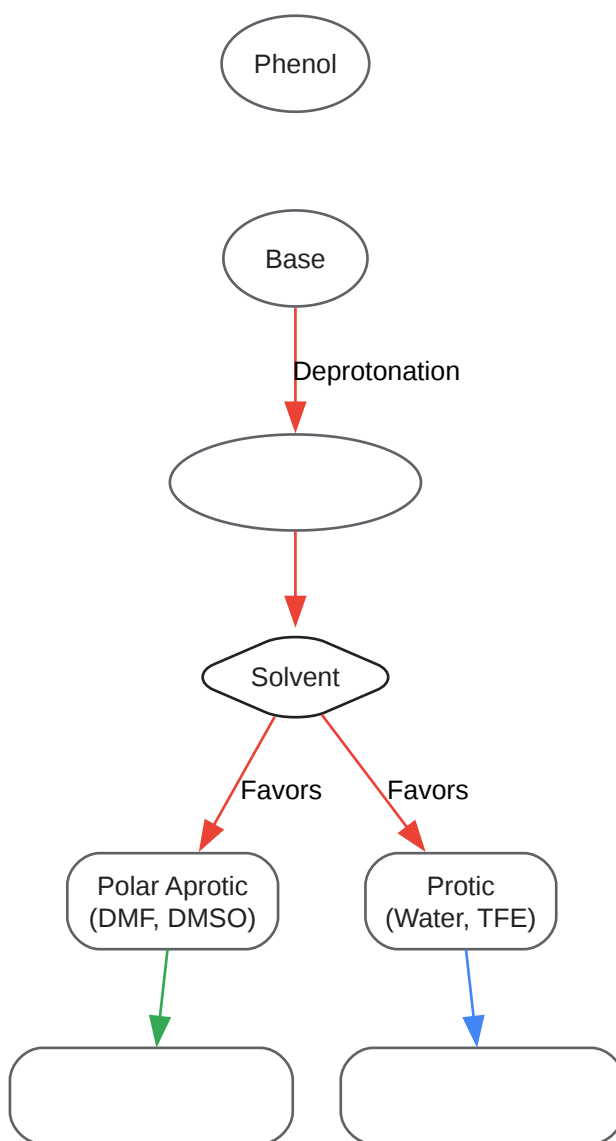 Phenol
Base
Deprotonation
Solvent
Favors
Favors
Polar Aprotic
(DMF, DMSO)
Protic
(Water, TFE)